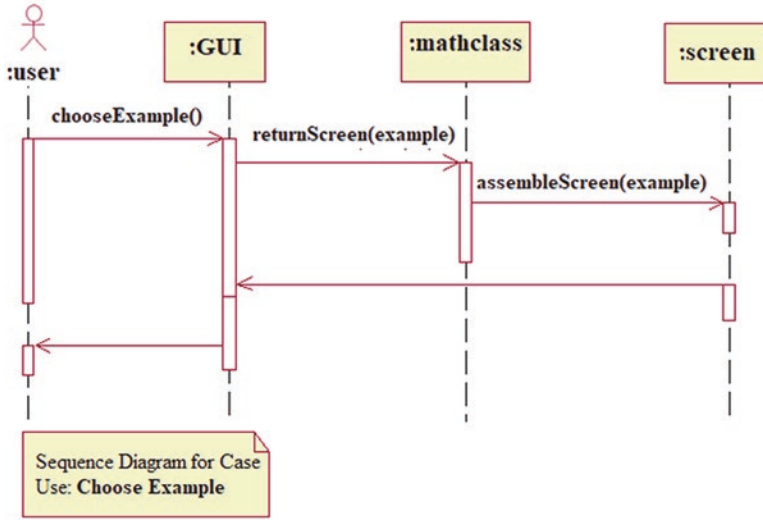 :user
:GUI
:mathclass
:screen
chooseExample()
returnScreen(example)
assembleScreen(example)
Sequence Diagram for Case
Use: Choose Example